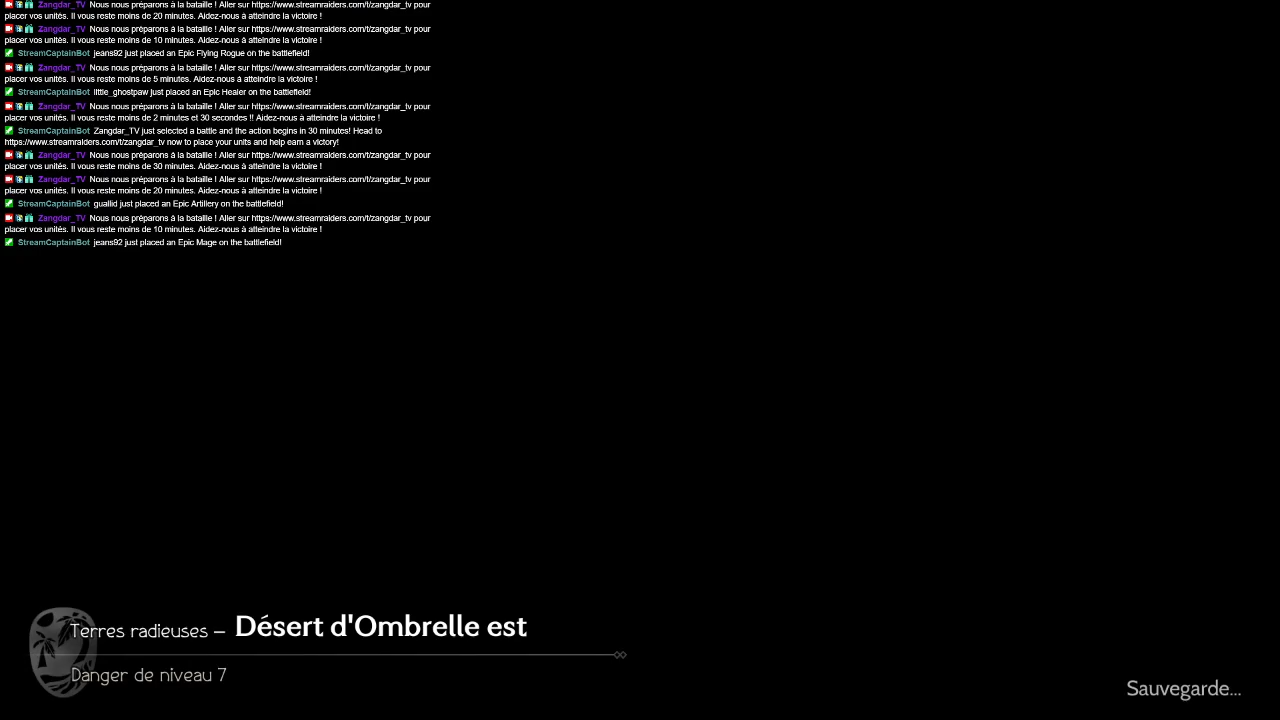 Zangdar_TV Nous nous préparons à la bataille ! Aller sur https://www.streamraiders.com/t/zangdar_tv pour
placer vos unités. Il vous reste moins de 20 minutes. Aidez-nous à atteindre la victoire !
Zangdar_TV Nous nous préparons à la bataille ! Aller sur https://www.streamraiders.com/t/zangdar_tv pour
placer vos unités. Il vous reste moins de 10 minutes. Aidez-nous à atteindre la victoire !
StreamCaptainBot jeans92 just placed an Epic Flying Rogue on the battlefield!
Zangdar_TV Nous nous préparons à la bataille ! Aller sur https://www.streamraiders.com/t/zangdar_tv pour
placer vos unités. Il vous reste moins de 5 minutes. Aidez-nous à atteindre la victoire !
StreamCaptainBot little_ghostpaw just placed an Epic Healer on the battlefield!
Zangdar_TV Nous nous préparons à la bataille ! Aller sur https://www.streamraiders.com/t/zangdar_tv pour
placer vos unités. Il vous reste moins de 2 minutes et 30 secondes !! Aidez-nous à atteindre la victoire !
StreamCaptainBot Zangdar_TV just selected a battle and the action begins in 30 minutes! Head to
https://www.streamraiders.com/t/zangdar_tv now to place your units and help earn a victory!
Zangdar_TV Nous nous préparons à la bataille ! Aller sur https://www.streamraiders.com/t/zangdar_tv pour
placer vos unités. Il vous reste moins de 30 minutes. Aidez-nous à atteindre la victoire !
Zangdar_TV Nous nous préparons à la bataille ! Aller sur https://www.streamraiders.com/t/zangdar_tv pour
placer vos unités. Il vous reste moins de 20 minutes. Aidez-nous à atteindre la victoire !
StreamCaptainBot guallid just placed an Epic Artillery on the battlefield!
Zangdar_TV Nous nous préparons à la bataille ! Aller sur https://www.streamraiders.com/t/zangdar_tv pour
placer vos unités. Il vous reste moins de 10 minutes. Aidez-nous à atteindre la victoire !
StreamCaptainBot jeans92 just placed an Epic Mage on the battlefield!
Terres radieuses – Désert d'Ombrelle est
Danger de niveau 7
Sauvegarde...